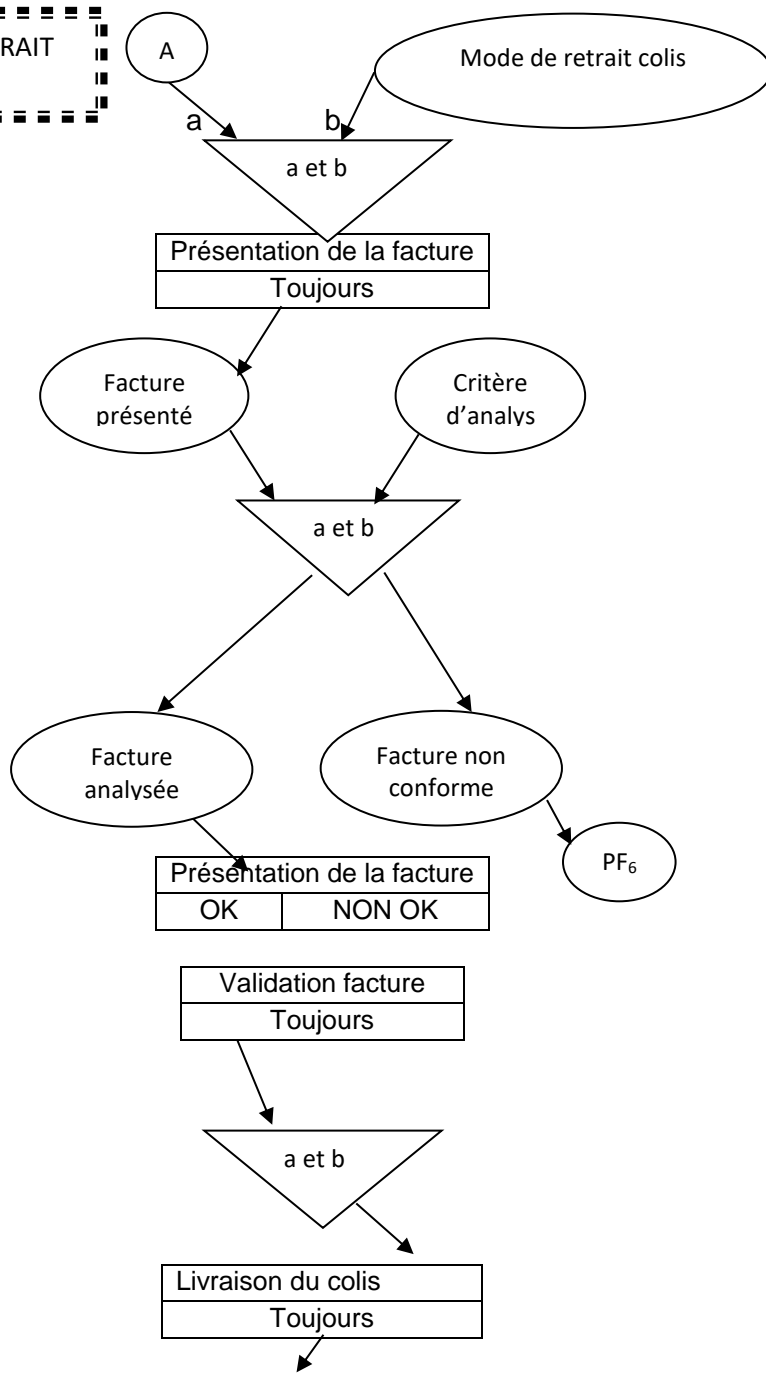 RAIT
A
Mode de retrait colis
a
b
a et b
Présentation de la facture
Toujours
Facture
présenté
Critère
d'analys
a et b
Facture
analysée
Facture non
conforme
PF₆
Présentation de la facture
OK NON OK
Validation facture
Toujours
a et b
Livraison du colis
Toujours